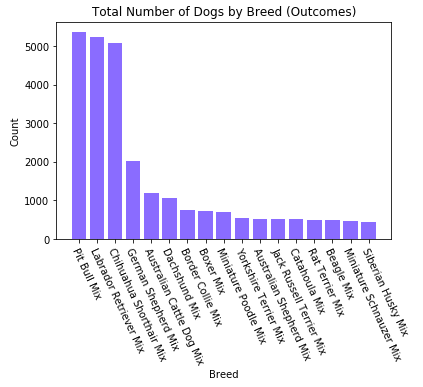 Total Number of Dogs by Breed (Outcomes)
Count
5000
4000
3000
2000
1000
0
Pit Bull Mix
Labrador Retriever Mix
Chihuahua Shorthair Mix
German Shepherd Mix
Australian Cattle Dog Mix
Dachshund Mix
Border Collie Mix
Boxer Mix
Miniature Poodle Mix
Yorkshire Terrier Mix
Australian Shepherd Mix
Jack Russell Terrier Mix
Catahoula Mix
Rat Terrier Mix
Beagle Mix
Miniature Schnauzer Mix
Siberian Husky Mix
Breed